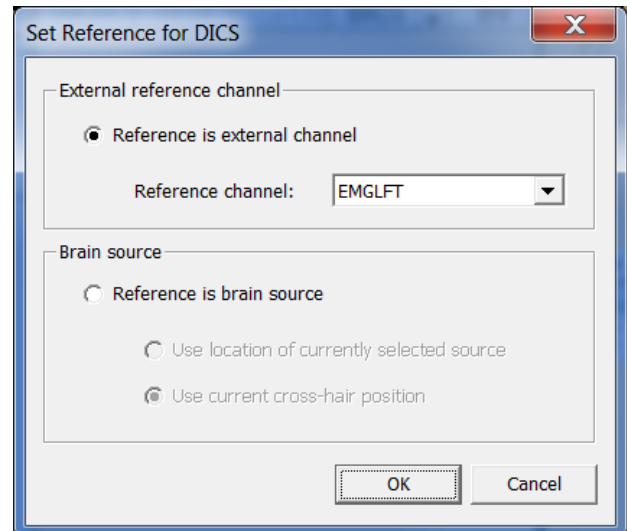 Set Reference for DICS
External reference channel
Reference is external channel
Reference channel: EMGLFT
Brain source
Reference is brain source
Use location of currently selected source
Use current cross-hair position
OK Cancel